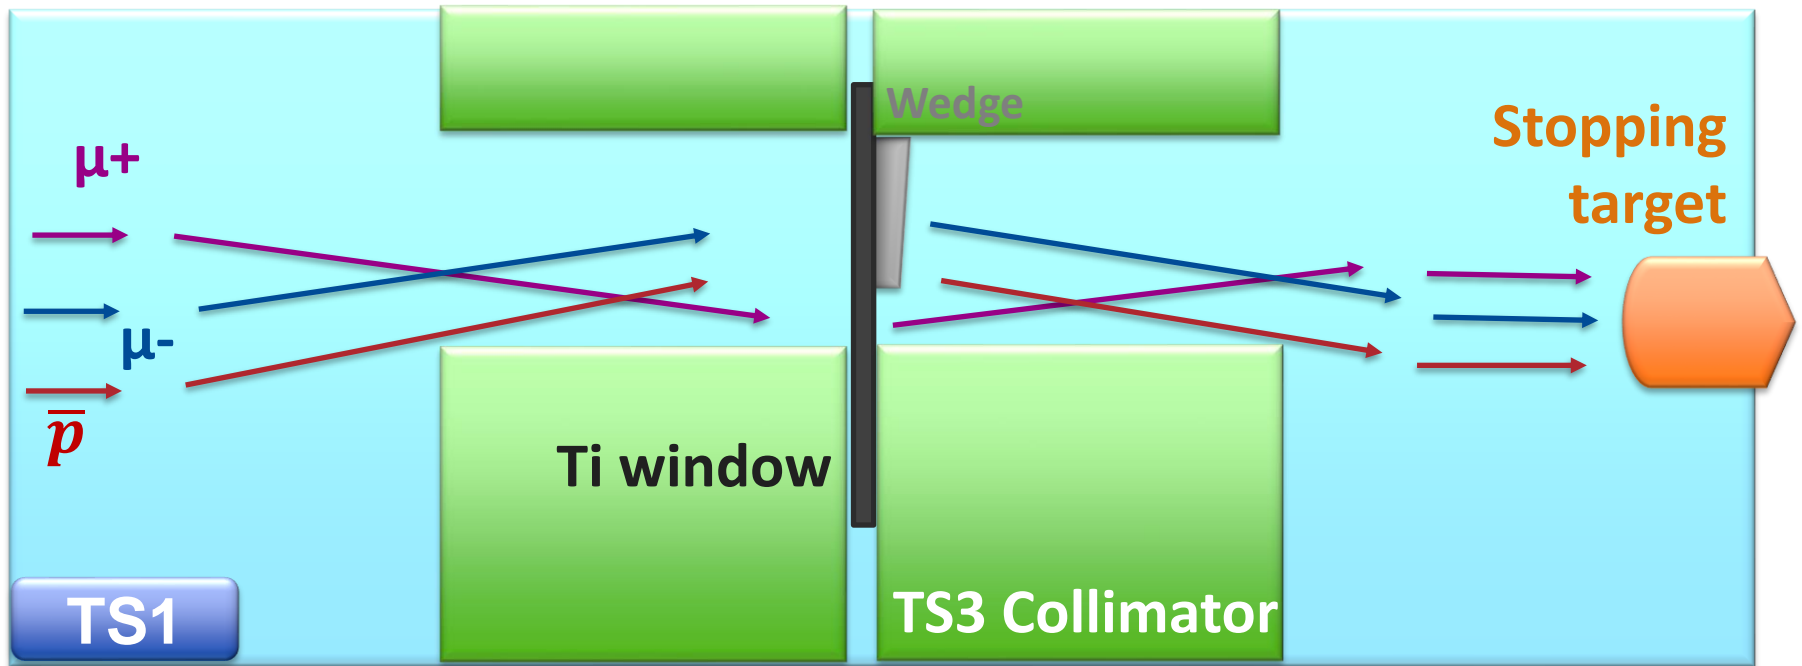 Wedge
Stopping
target
μ+
μ-
p̅
Ti window
TS1
TS3 Collimator